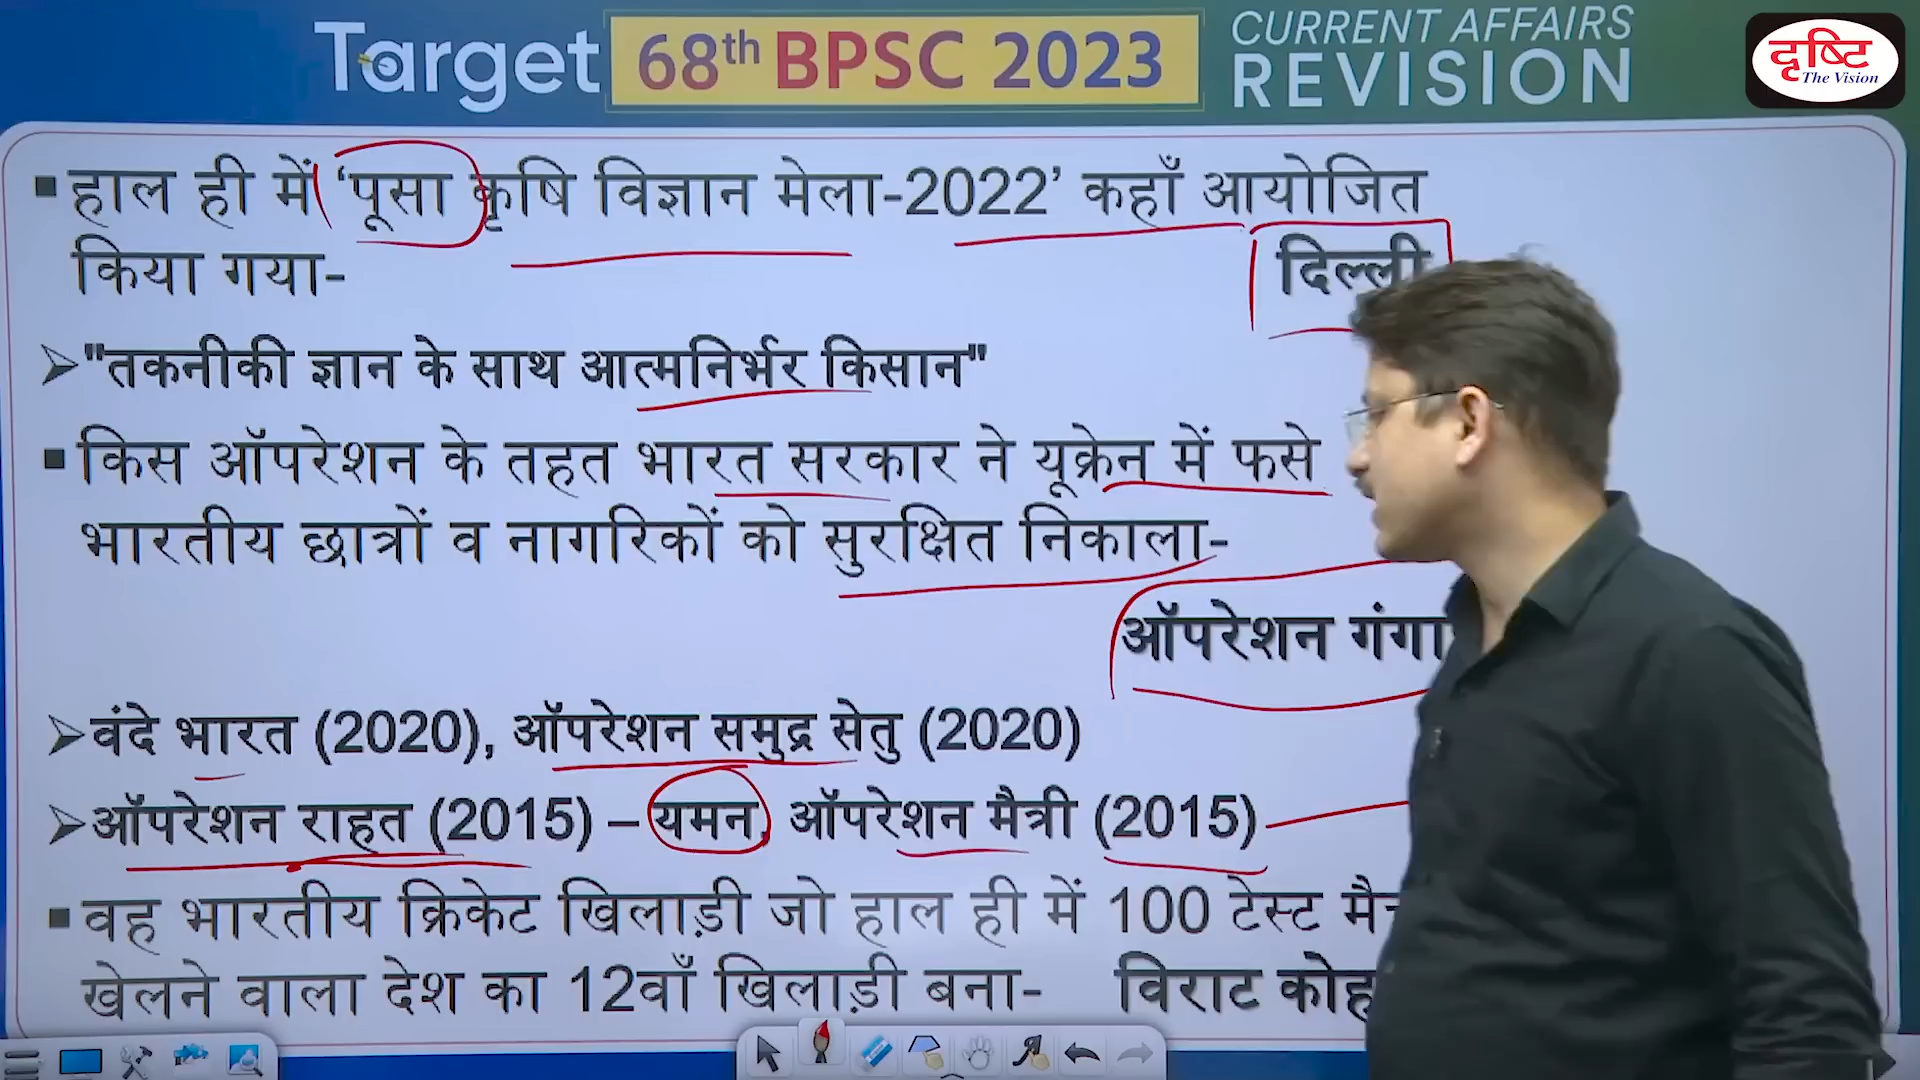 Target 68th BPSC 2023 CURRENT AFFAIRS REVISION
दृष्टि The Vision
▪ हाल ही में 'पूसा कृषि विज्ञान मेला-2022' कहाँ आयोजित
किया गया- दिल्ली
➢ "तकनीकी ज्ञान के साथ आत्मनिर्भर किसान"
▪ किस ऑपरेशन के तहत भारत सरकार ने यूक्रेन में फसे
भारतीय छात्रों व नागरिकों को सुरक्षित निकाला-
ऑपरेशन गंगा
➢ वंदे भारत (2020), ऑपरेशन समुद्र सेतु (2020)
➢ ऑपरेशन राहत (2015) – यमन, ऑपरेशन मैत्री (2015)
▪ वह भारतीय क्रिकेट खिलाड़ी जो हाल ही में 100 टेस्ट
खेलने वाला देश का 12वाँ खिलाड़ी बना- विराट